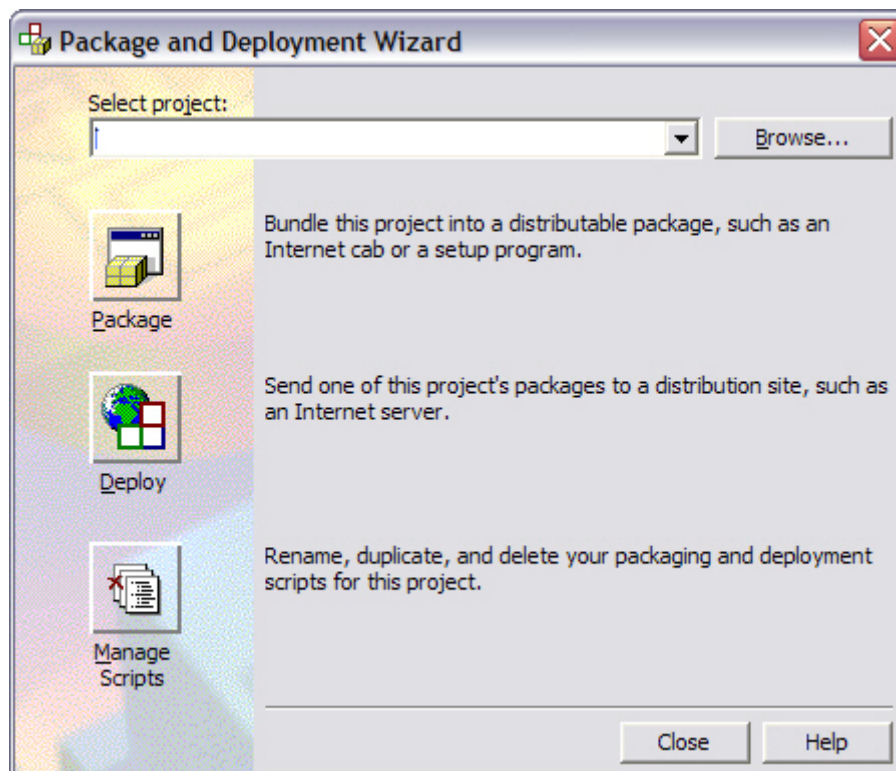 Package and Deployment Wizard
Select project:
Browse...
Bundle this project into a distributable package, such as an
Internet cab or a setup program.
Package
Send one of this project's packages to a distribution site, such as
an Internet server.
Deploy
Rename, duplicate, and delete your packaging and deployment
scripts for this project.
Manage
Scripts
Close
Help